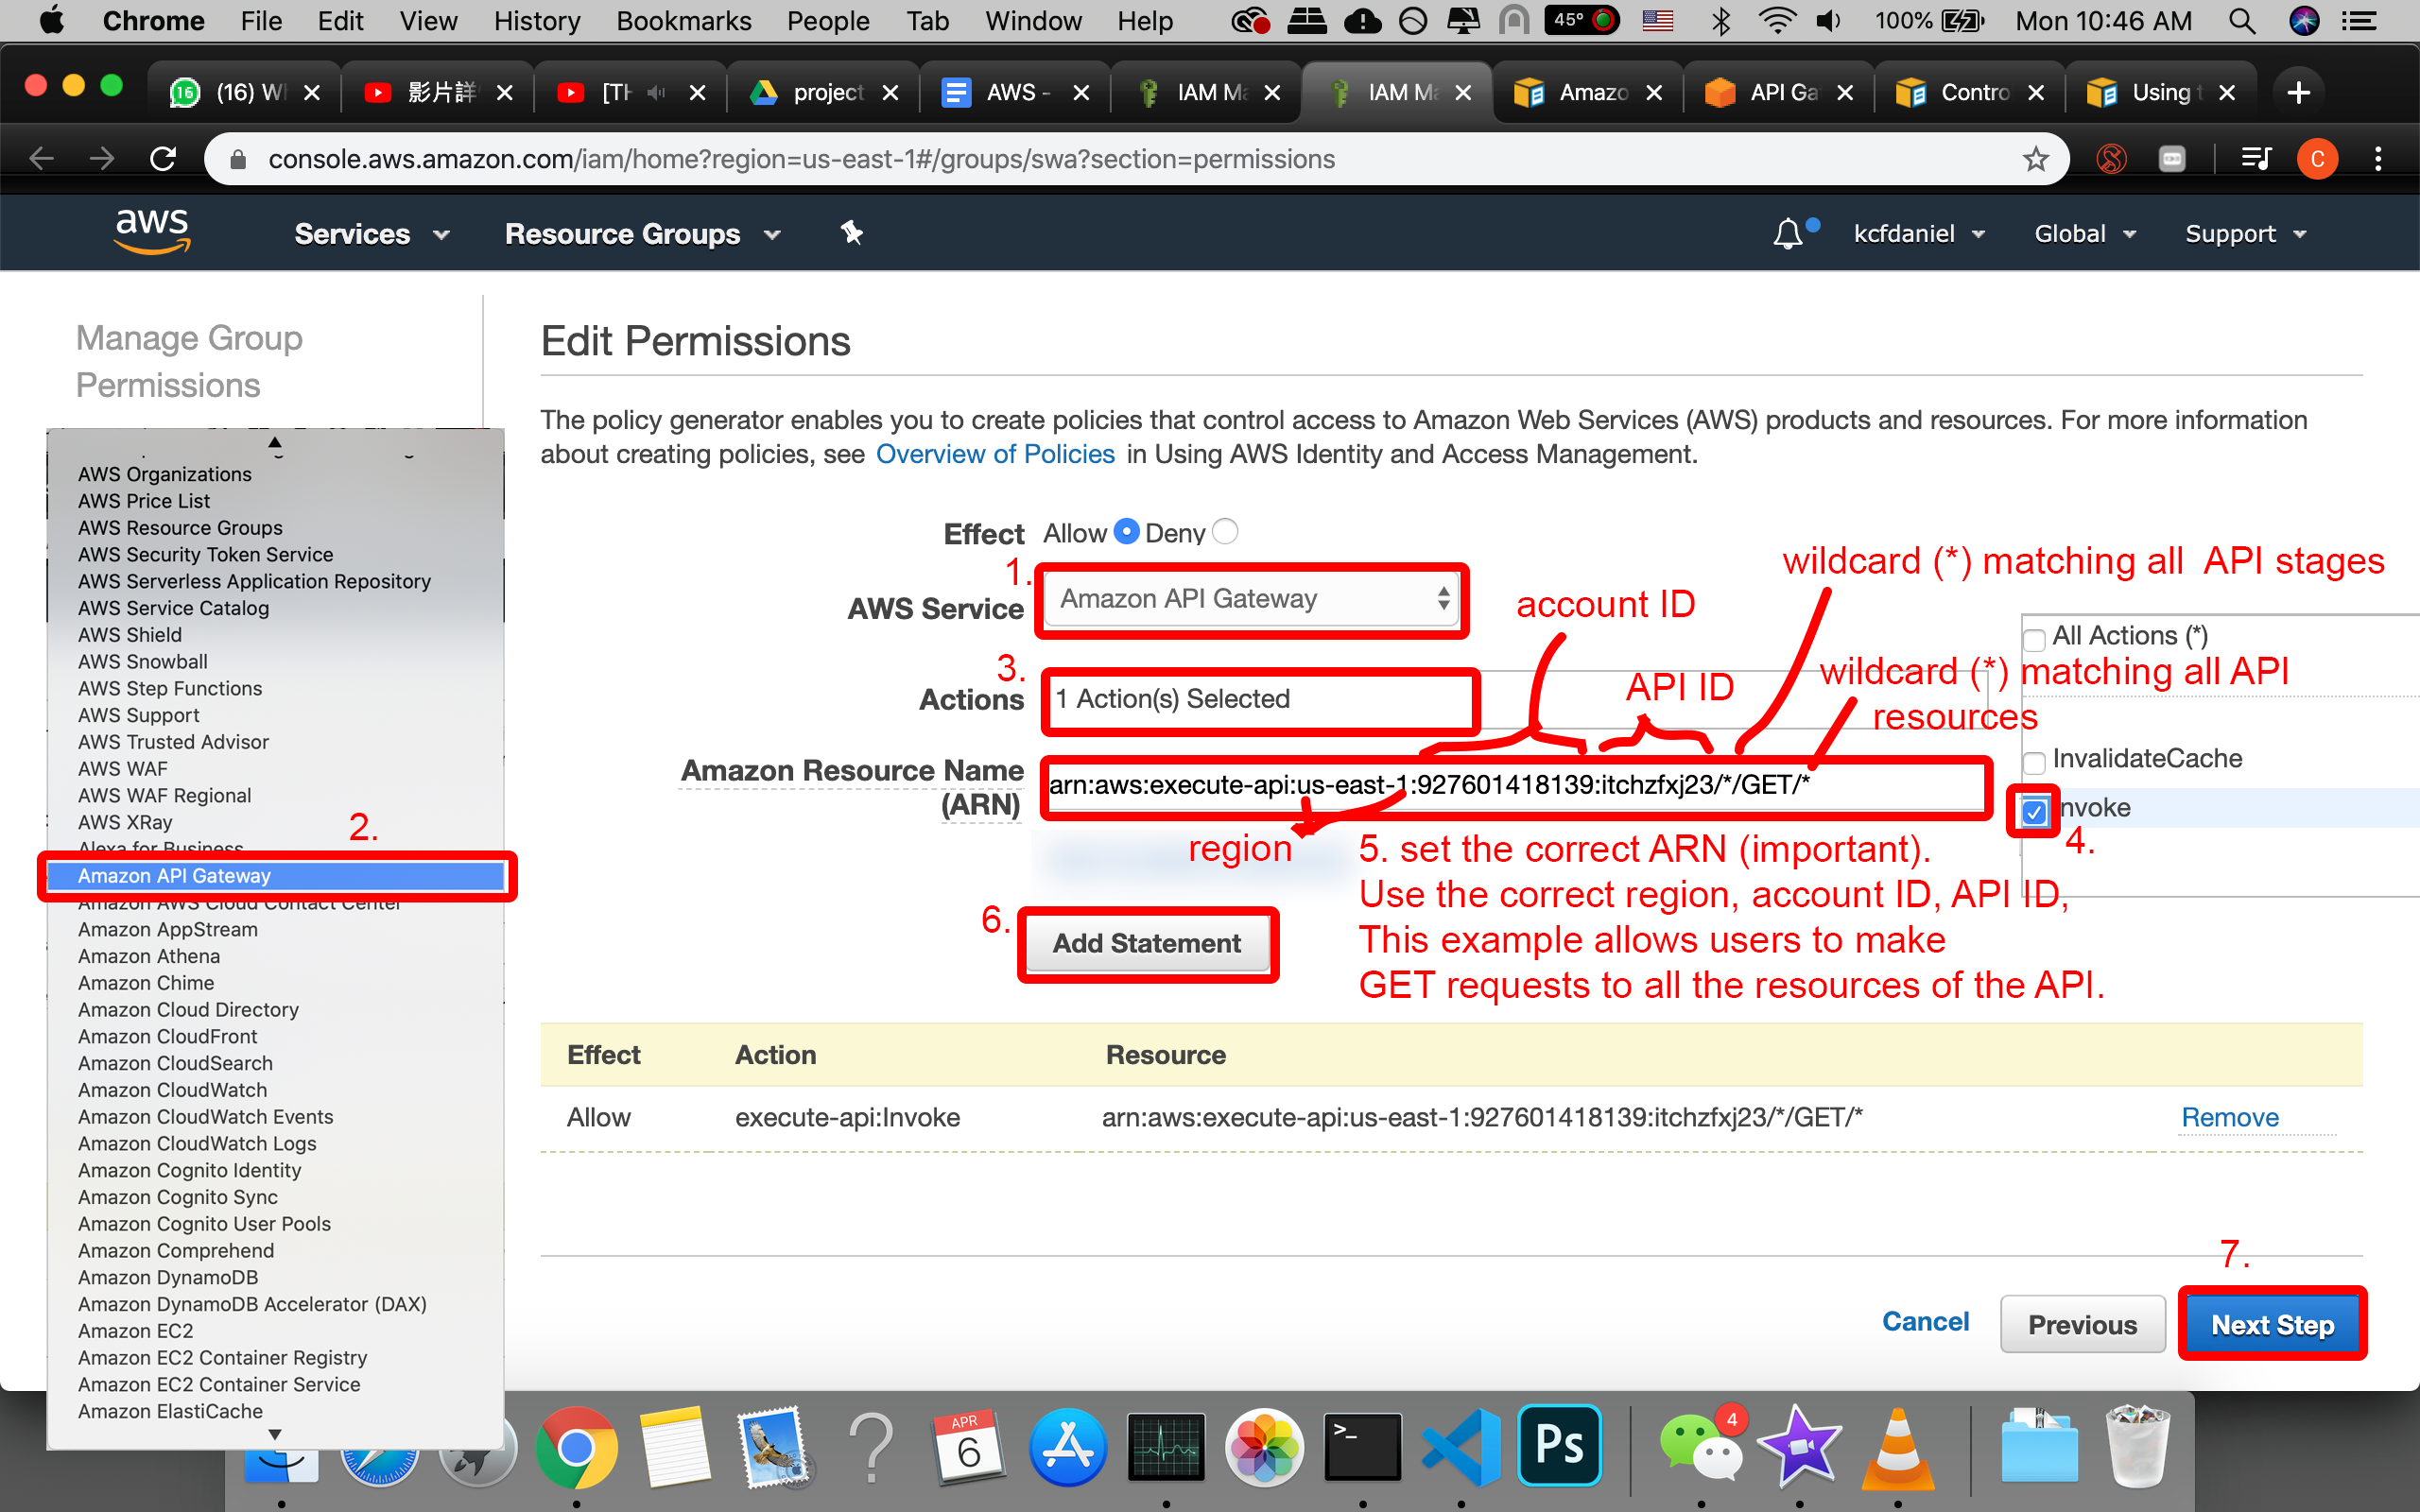 Chrome File Edit View History Bookmarks People Tab Window Help 45° 100% Mon 10:46 AM
16 (16) W 影片詳 [TH project AWS - IAM Ma IAM Ma Amazo API Ga Contro Using t
console.aws.amazon.com/iam/home?region=us-east-1#/groups/swa?section=permissions C
aws Services Resource Groups kcfdaniel Global Support
Manage Group
Permissions
Edit Permissions
The policy generator enables you to create policies that control access to Amazon Web Services (AWS) products and resources. For more information
about creating policies, see Overview of Policies in Using AWS Identity and Access Management.
AWS Organizations
AWS Price List
AWS Resource Groups
AWS Security Token Service
AWS Serverless Application Repository
AWS Service Catalog
AWS Shield
AWS Snowball
AWS Step Functions
AWS Support
AWS Trusted Advisor
AWS WAF
AWS WAF Regional
AWS XRay
2.
Alexa for Business
Amazon API Gateway
Amazon AWS Cloud Contact Center
Amazon AppStream
Amazon Athena
Amazon Chime
Amazon Cloud Directory
Amazon CloudFront
Amazon CloudSearch
Amazon CloudWatch
Amazon CloudWatch Events
Amazon CloudWatch Logs
Amazon Cognito Identity
Amazon Cognito Sync
Amazon Cognito User Pools
Amazon Comprehend
Amazon DynamoDB
Amazon DynamoDB Accelerator (DAX)
Amazon EC2
Amazon EC2 Container Registry
Amazon EC2 Container Service
Amazon ElastiCache
Effect Allow Deny
1.
AWS Service Amazon API Gateway
wildcard (*) matching all API stages
account ID
All Actions (*)
3.
Actions 1 Action(s) Selected
API ID
wildcard (*) matching all API
resources
InvalidateCache
nvoke
4.
Amazon Resource Name
(ARN)
arn:aws:execute-api:us-east-1:927601418139:itchzfxj23/*/GET/*
region
5. set the correct ARN (important).
Use the correct region, account ID, API ID,
This example allows users to make
GET requests to all the resources of the API.
6.
Add Statement
Effect Action Resource
Allow execute-api:Invoke arn:aws:execute-api:us-east-1:927601418139:itchzfxj23/*/GET/* Remove
7.
Cancel Previous Next Step
APR
6
>_
Ps
4